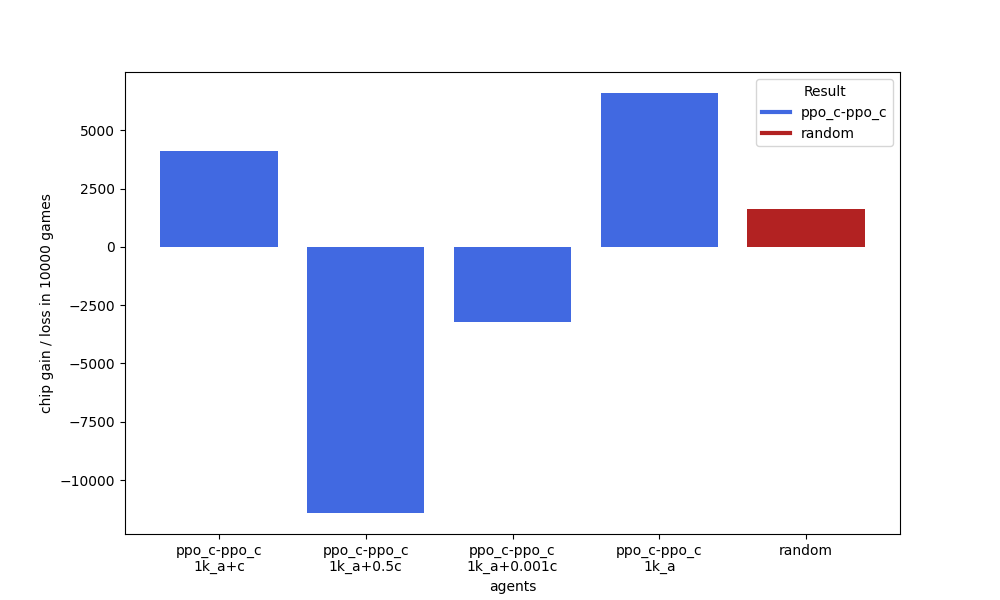 Result
ppo_c-ppo_c
random
5000
2500
0
−2500
−5000
−7500
−10000
chip gain / loss in 10000 games
ppo_c-ppo_c
1k_a+c
ppo_c-ppo_c
1k_a+0.5c
ppo_c-ppo_c
1k_a+0.001c
ppo_c-ppo_c
1k_a
random
agents